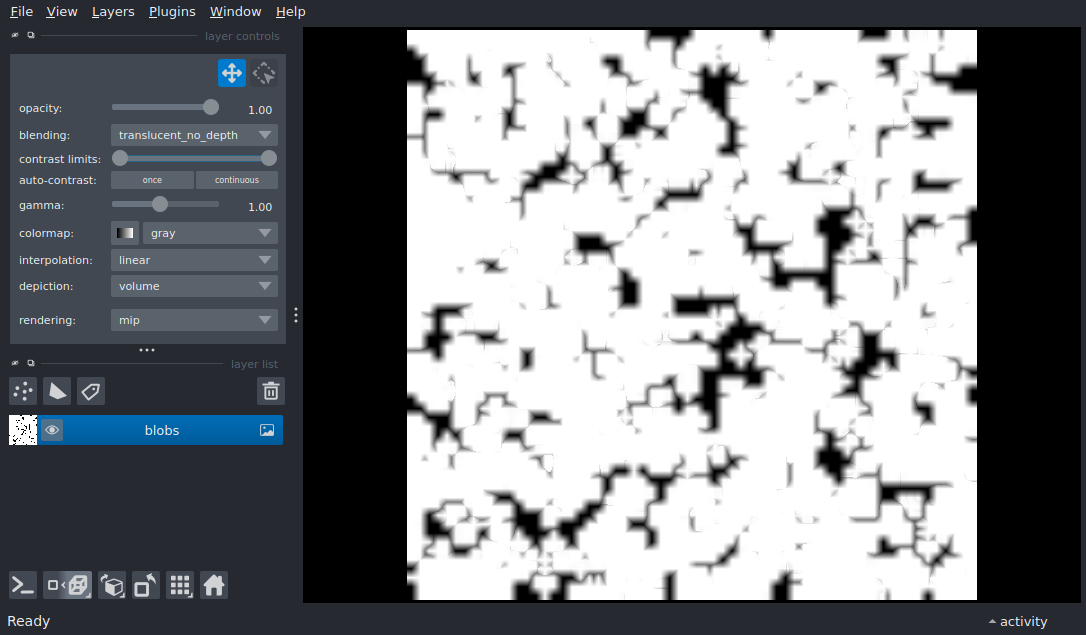 File View Layers Plugins Window Help
layer controls
opacity: 1.00
blending: translucent_no_depth
contrast limits:
auto-contrast: once continuous
gamma: 1.00
colormap: gray
interpolation: linear
depiction: volume
rendering: mip
layer list
blobs
Ready activity